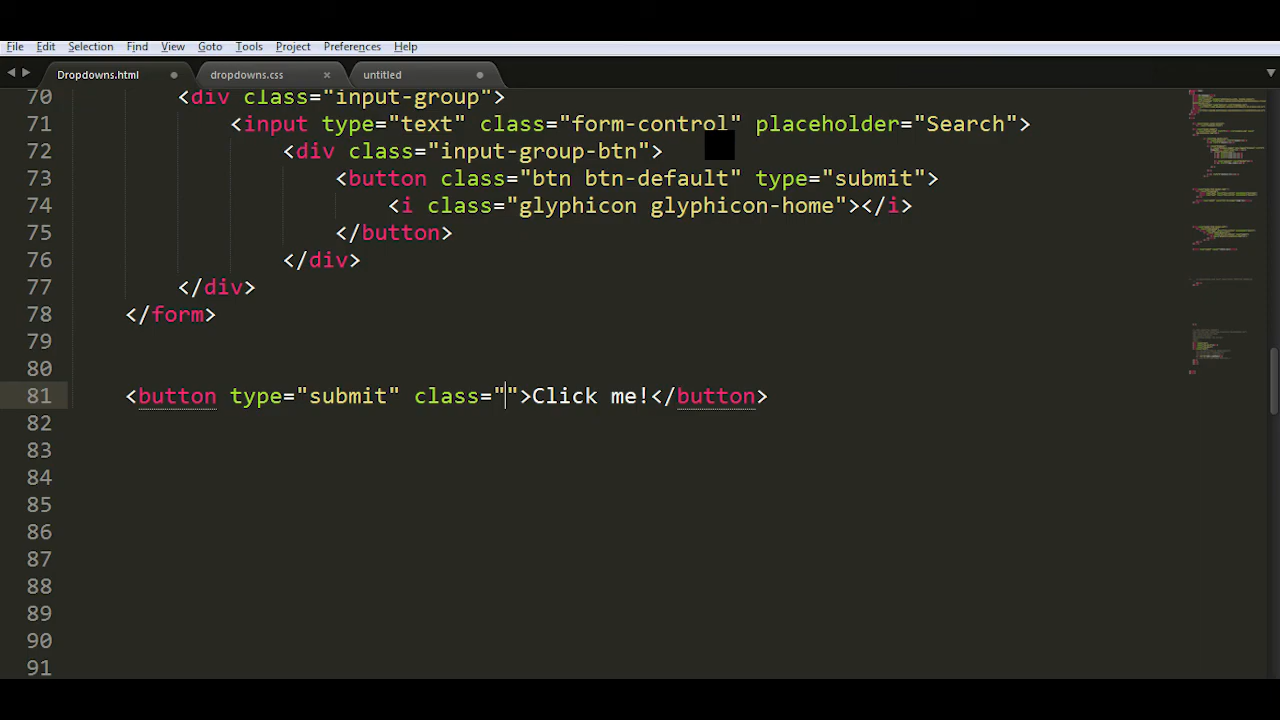 File Edit Selection Find View Goto Tools Project Preferences Help
Dropdowns.html dropdowns.css × untitled
70 <div class="input-group">
71 <input type="text" class="form-control" placeholder="Search">
72 <div class="input-group-btn">
73 <button class="btn btn-default" type="submit">
74 <i class="glyphicon glyphicon-home"></i>
75 </button>
76 </div>
77 </div>
78 </form>
79
80
81 <button type="submit" class="">Click me!</button>
82
83
84
85
86
87
88
89
90
91